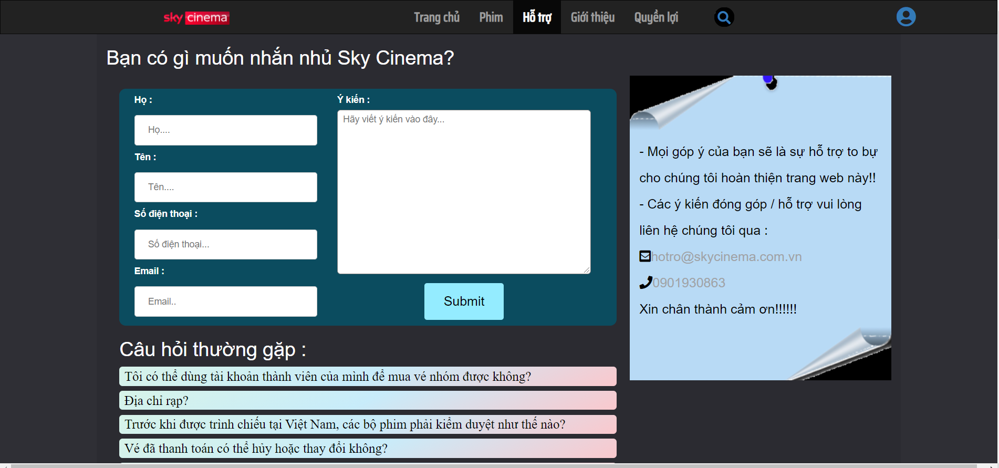 sky cinema
Trang chủ
Phim
Hỗ trợ
Giới thiệu
Quyền lợi
Bạn có gì muốn nhắn nhủ Sky Cinema?
Họ :
Họ....
Tên :
Tên....
Số điện thoại :
Số điện thoại...
Email :
Email..
Ý kiến :
Hãy viết ý kiến vào đây...
Submit
- Mọi góp ý của bạn sẽ là sự hỗ trợ to bự
cho chúng tôi hoàn thiện trang web này!!
- Các ý kiến đóng góp / hỗ trợ vui lòng
liên hệ chúng tôi qua :
hotro@skycinema.com.vn
0901930863
Xin chân thành cảm ơn!!!!!!
Câu hỏi thường gặp :
Tôi có thể dùng tài khoản thành viên của mình để mua vé nhóm được không?
Địa chỉ rạp?
Trước khi được trình chiếu tại Việt Nam, các bộ phim phải kiểm duyệt như thế nào?
Vé đã thanh toán có thể hủy hoặc thay đổi không?